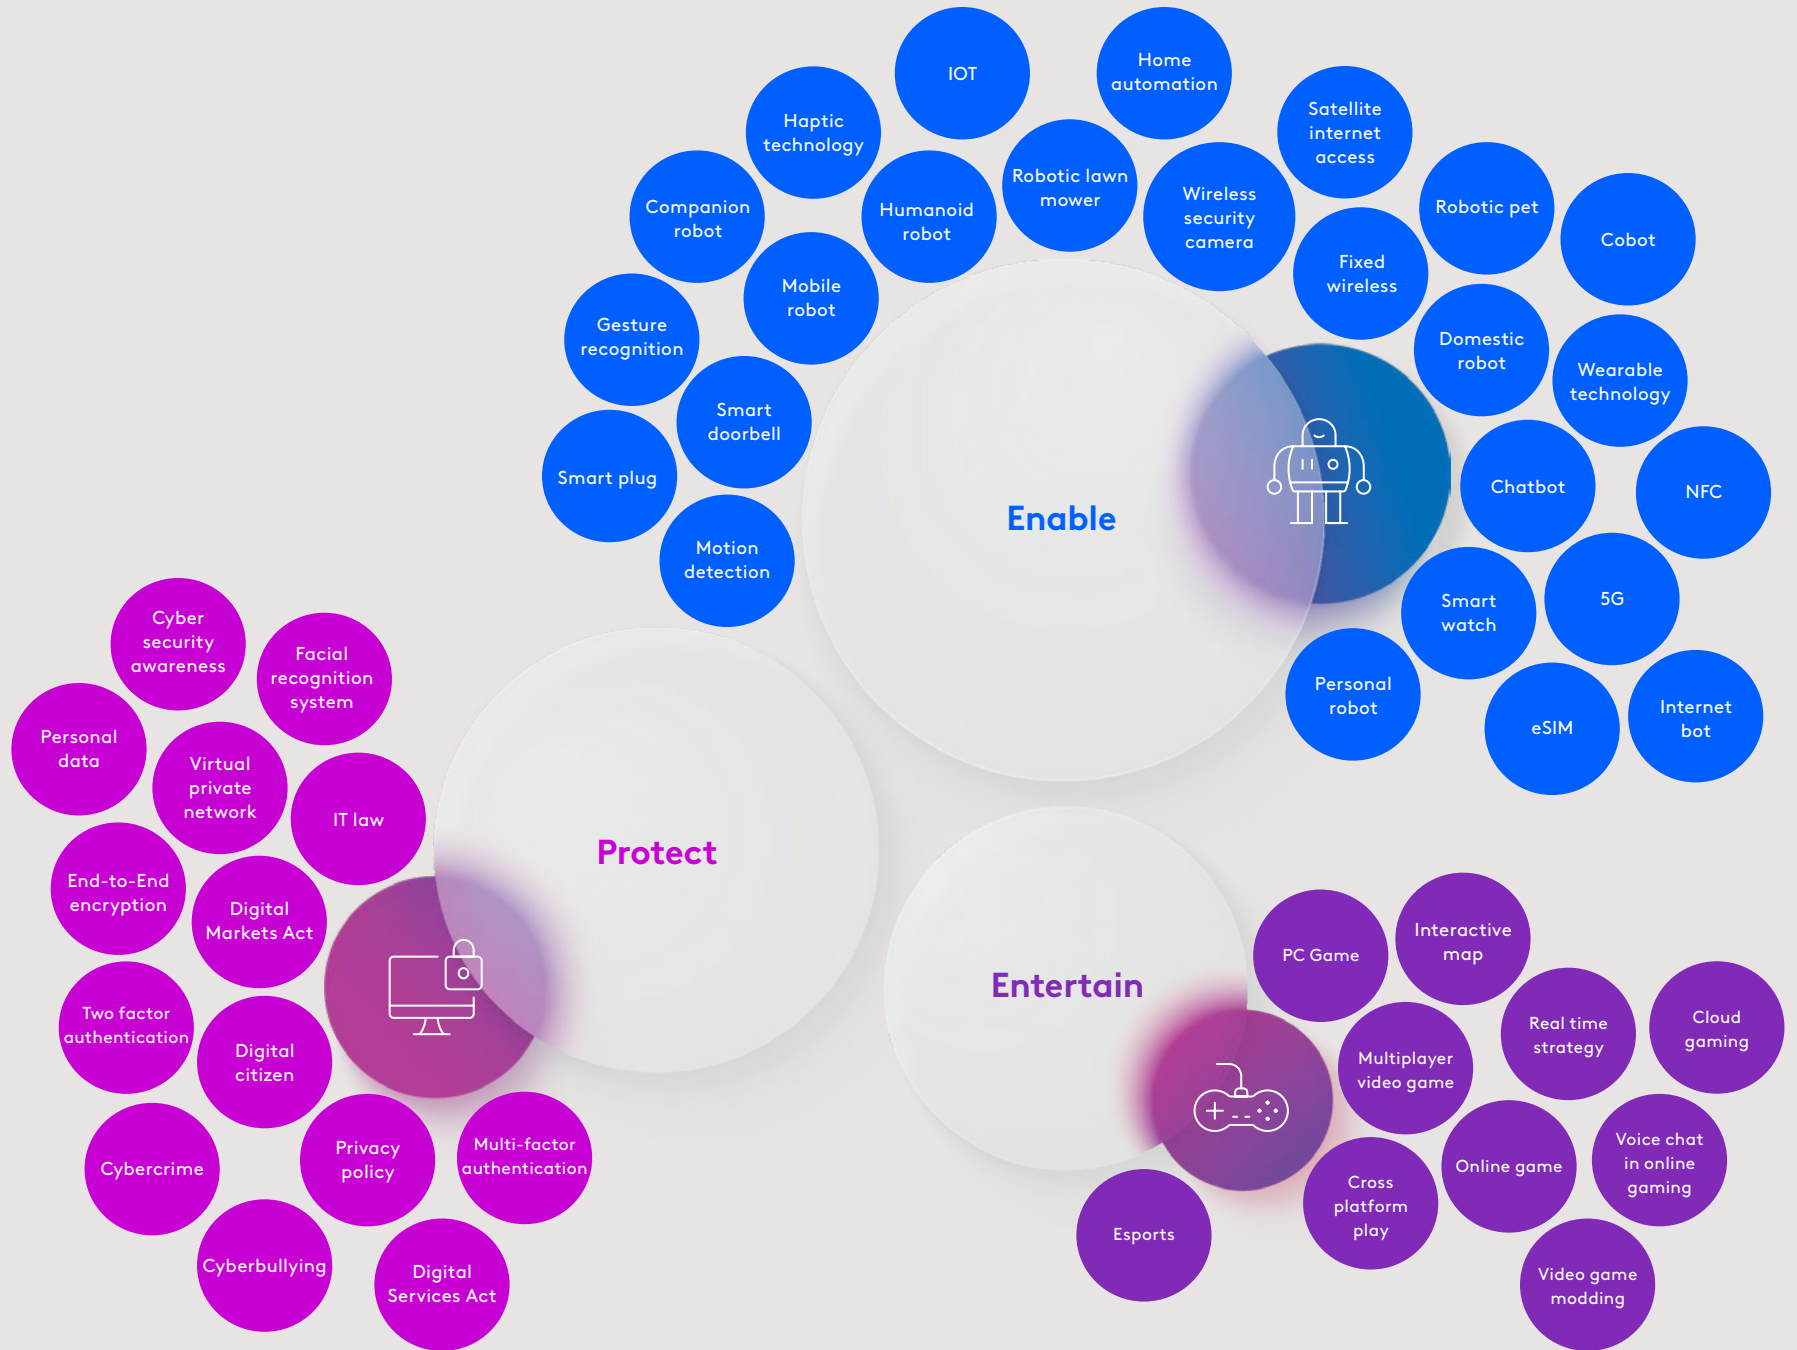 IOT
Home
automation
Haptic
technology
Satellite
internet
access
Companion
robot
Humanoid
robot
Robotic lawn
mower
Wireless
security
camera
Robotic pet
Cobot
Mobile
robot
Fixed
wireless
Gesture
recognition
Domestic
robot
Wearable
technology
Smart
doorbell
Smart plug
Chatbot
NFC
Motion
detection
Enable
Smart
watch
5G
Personal
robot
eSIM
Internet
bot
Cyber
security
awareness
Facial
recognition
system
Personal
data
Virtual
private
network
IT law
End-to-End
encryption
Digital
Markets Act
Protect
Two factor
authentication
Digital
citizen
Cybercrime
Privacy
policy
Multi-factor
authentication
Cyberbullying
Digital
Services Act
Entertain
PC Game
Interactive
map
Real time
strategy
Cloud
gaming
Multiplayer
video game
Online game
Voice chat
in online
gaming
Cross
platform
play
Esports
Video game
modding